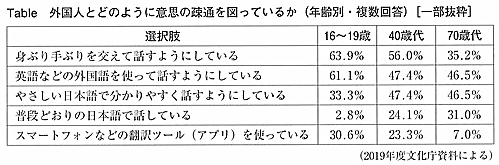 Table 外国人とどのように意思の疎通を図っているか（年齢別・複数回答）［一部抜粋］
選択肢 16～19歳 40歳代 70歳代
身ぶり手ぶりを交えて話すようにしている 63.9% 56.0% 35.2%
英語などの外国語を使って話すようにしている 61.1% 47.4% 46.5%
やさしい日本語で分かりやすく話すようにしている 33.3% 47.4% 46.5%
普段どおりの日本語で話している 2.8% 24.1% 31.0%
スマートフォンなどの翻訳ツール（アプリ）を使っている 30.6% 23.3% 7.0%
（2019年度文化庁資料による）